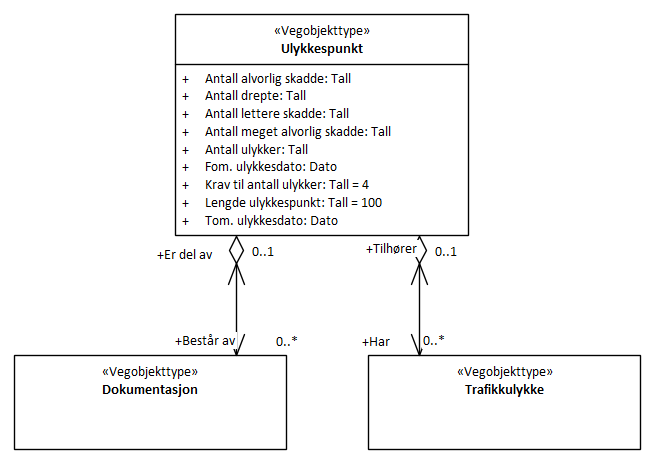 «Vegobjekttype»
Ulykkespunkt
+ Antall alvorlig skadde: Tall
+ Antall drepte: Tall
+ Antall lettere skadde: Tall
+ Antall meget alvorlig skadde: Tall
+ Antall ulykker: Tall
+ Fom. ulykkesdato: Dato
+ Krav til antall ulykker: Tall = 4
+ Lengde ulykkespunkt: Tall = 100
+ Tom. ulykkesdato: Dato
+Er del av 0..1 +Tilhører 0..1
+Består av 0..* +Har 0..*
«Vegobjekttype» «Vegobjekttype»
Dokumentasjon Trafikkulykke